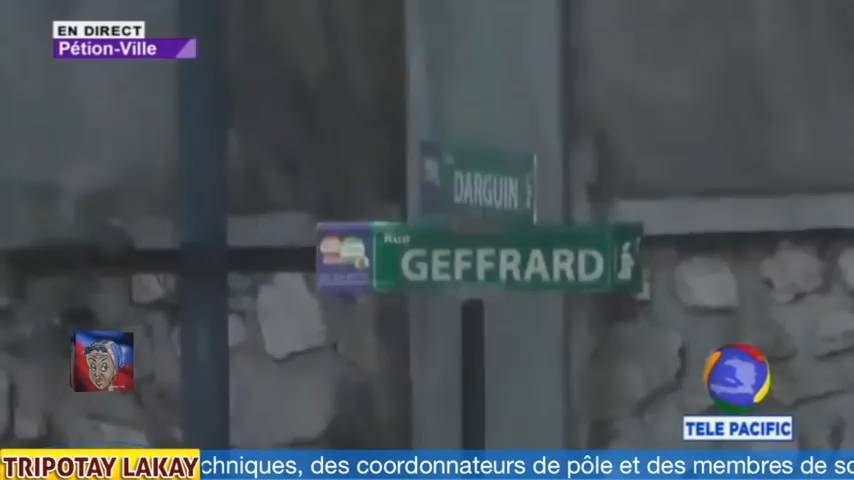 EN DIRECT
Pétion-Ville
DARGUIN
Rue
GEFFRARD
TELE PACIFIC
TRIPOTAY LAKAY
chniques, des coordonnateurs de pôle et des membres de so